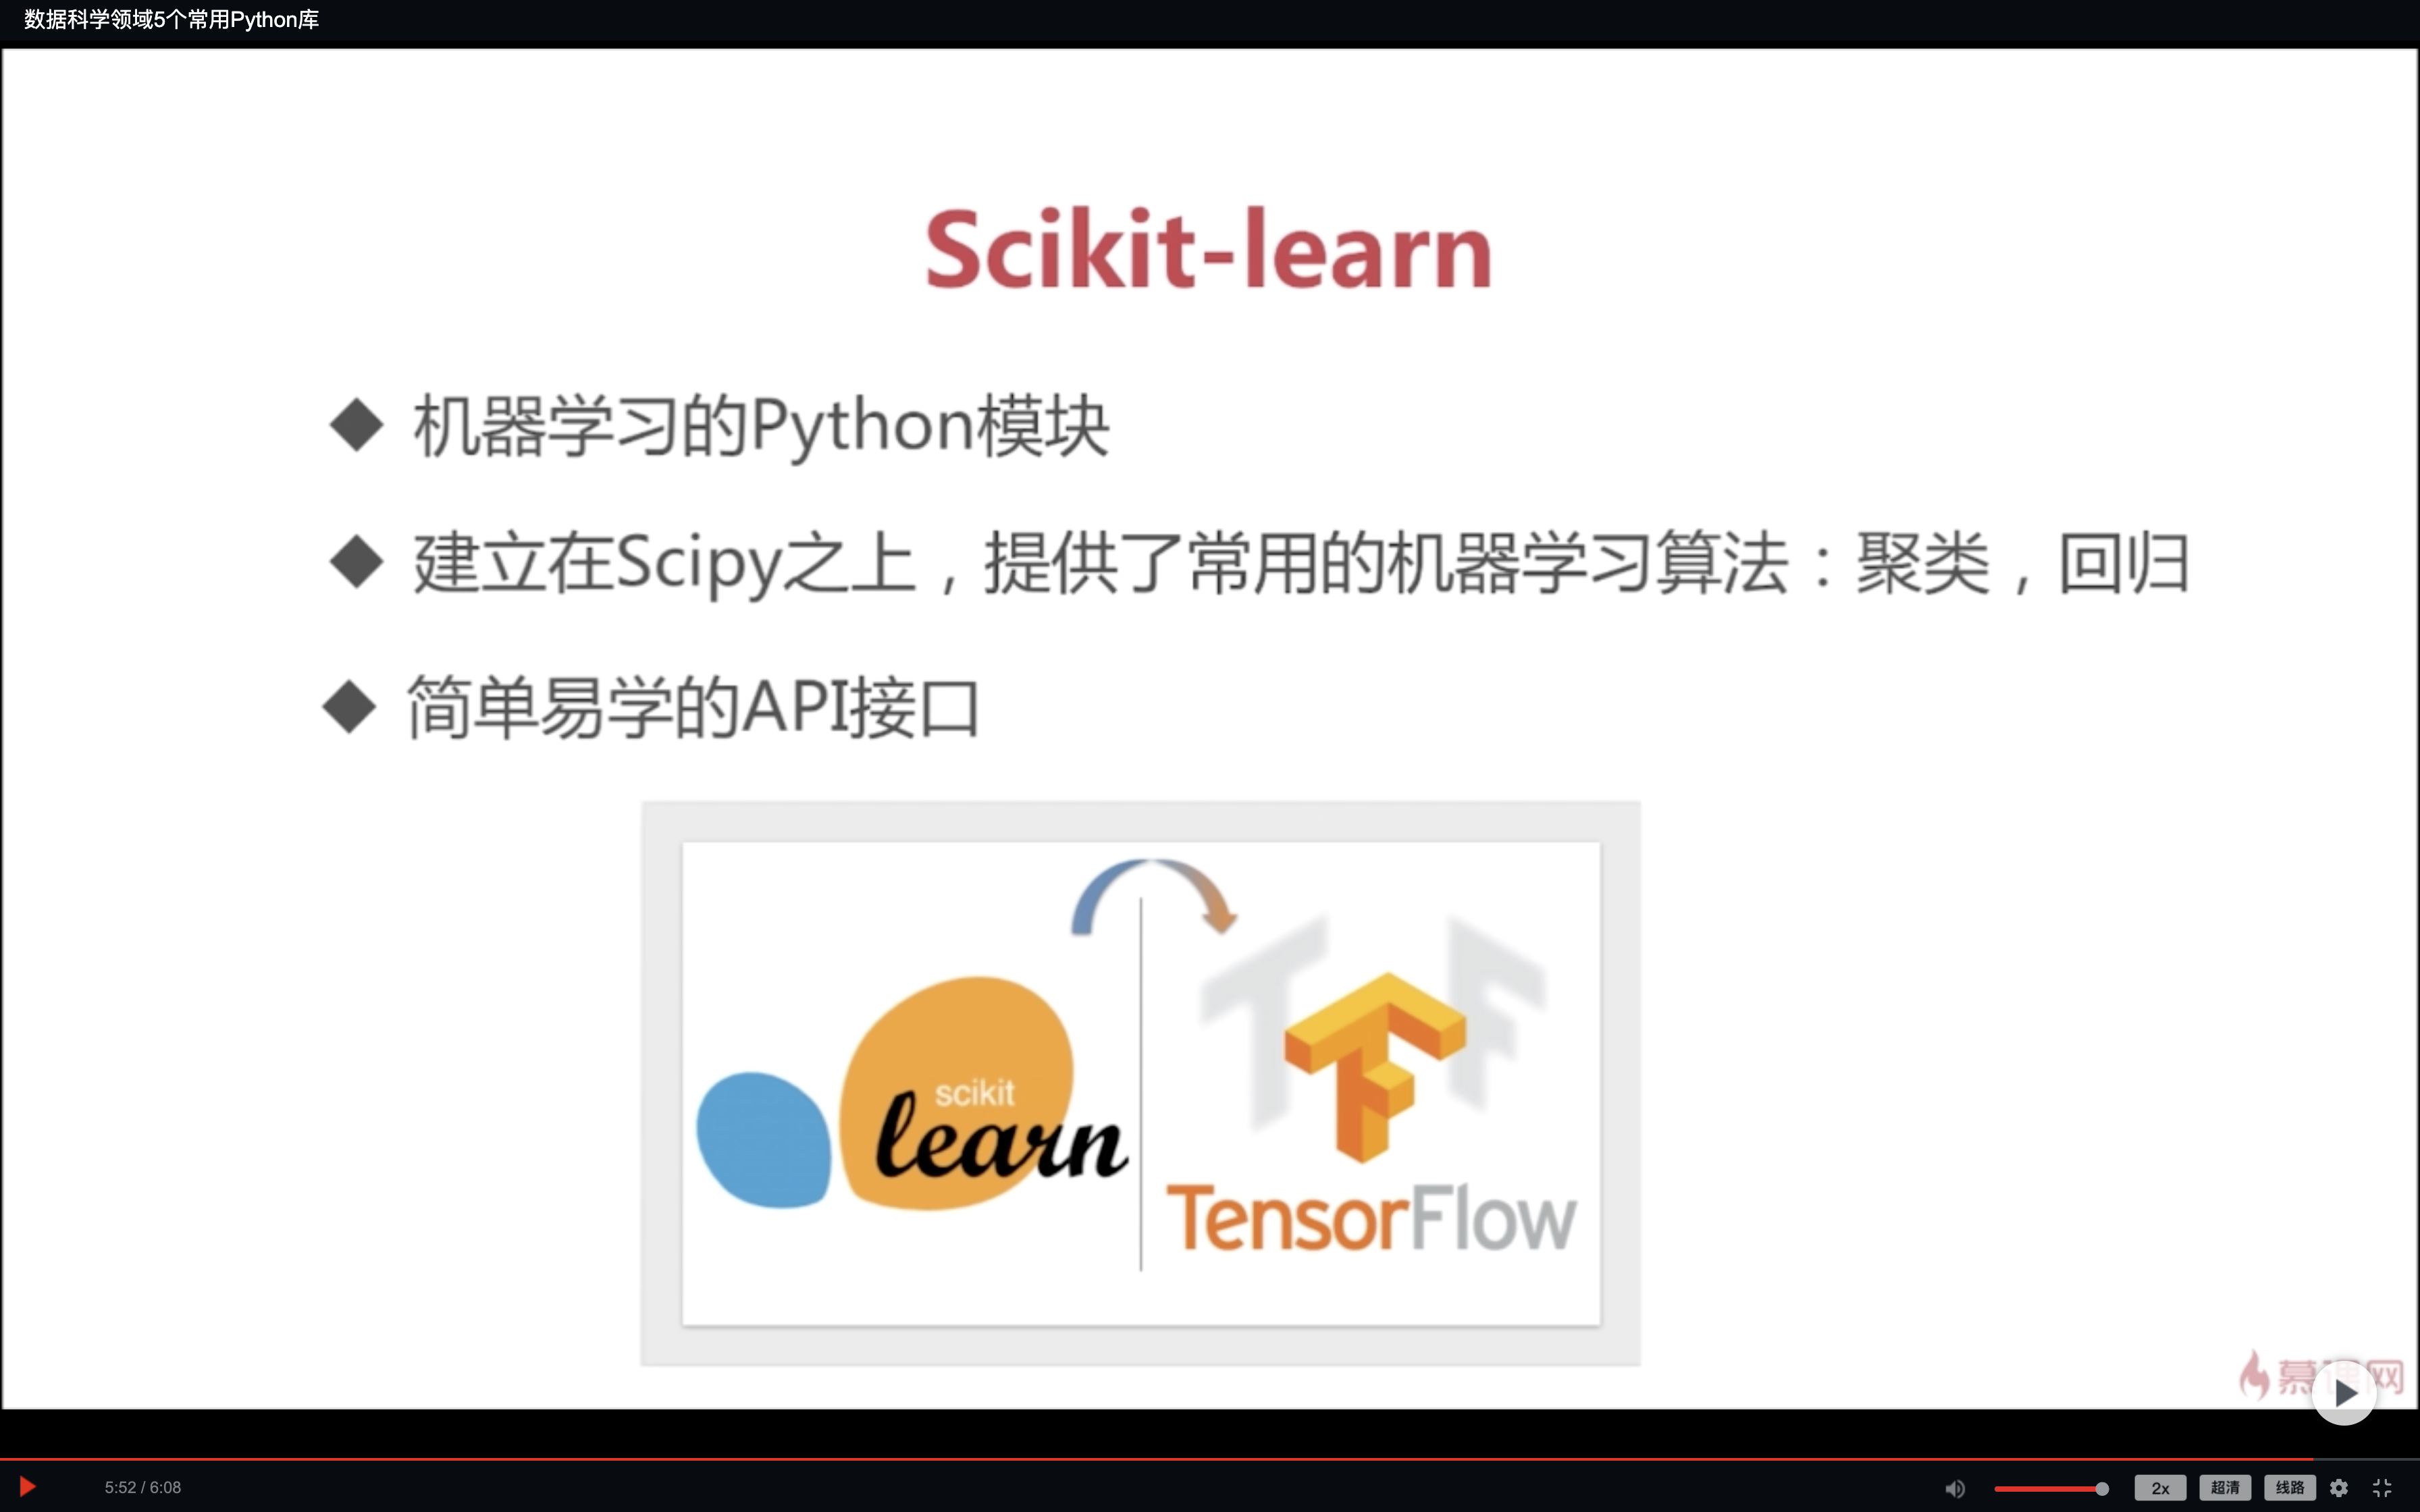 数据科学领域5个常用Python库
Scikit-learn
◆ 机器学习的Python模块
◆ 建立在Scipy之上，提供了常用的机器学习算法：聚类，回归
◆ 简单易学的API接口
scikit
learn
TF
TensorFlow
慕课网
5:52 / 6:08
2x
超清
线路